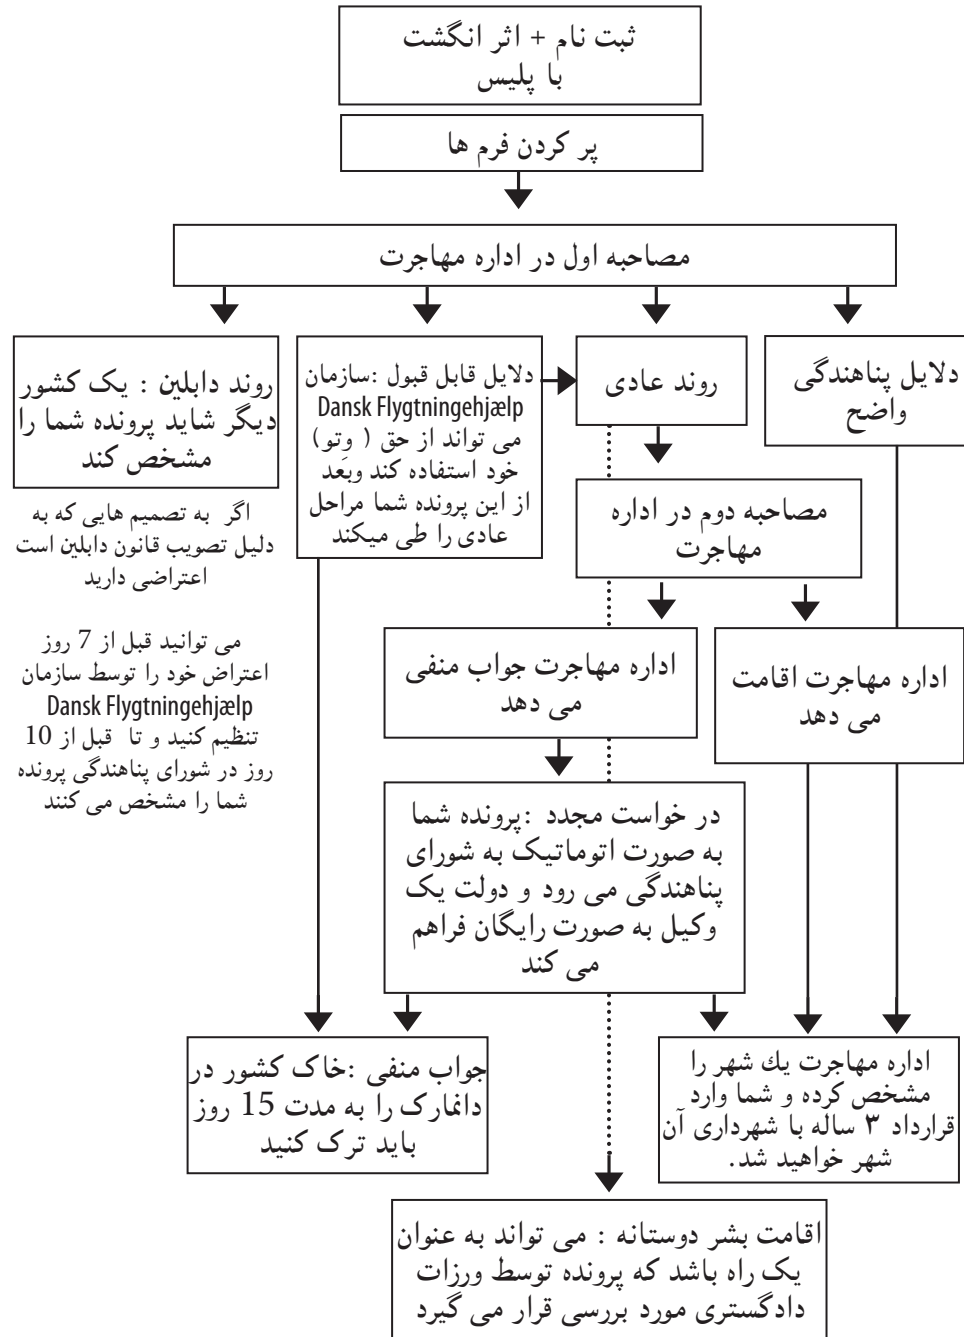 ثبت نام + اثر انگشت
با پلیس
پر کردن فرم ها
مصاحبه اول در اداره مهاجرت
دلایل پناهندگی
واضح
روند عادی
دلایل قابل قبول :سازمان
Dansk Flygtningehjælp
می تواند از حق ( وِتو)
خود استفاده کند وبعَد
از این پرونده شما مراحل
عادی را طی میکند
روند دابلین : یک کشور
دیگر شاید پرونده شما را
مشخص کند
اگر به تصمیم هایی که به
دلیل تصویب قانون دابلین است
اعتراضی دارید
می توانید قبل از 7 روز
اعتراض خود را توسط سازمان
Dansk Flygtningehjælp
تنظیم کنید و تا قبل از 10
روز در شورای پناهندگی پرونده
شما را مشخص می کنند
مصاحبه دوم در اداره
مهاجرت
اداره مهاجرت اقامت
می دهد
اداره مهاجرت جواب منفی
می دهد
در خواست مجدد :پرونده شما
به صورت اتوماتیک به شورای
پناهندگی می رود و دولت یک
وکیل به صورت رایگان فراهم
می کند
اداره مهاجرت يك شهر را
مشخص کرده و شما وارد
قرارداد ۳ ساله با شهرداری آن
شهر خواهید شد.
جواب منفی :خاک کشور در
دانمارک را به مدت 15 روز
باید ترک کنید
اقامت بشر دوستانه : می تواند به عنوان
یک راه باشد که پرونده توسط ورزات
دادگستری مورد بررسی قرار می گیرد